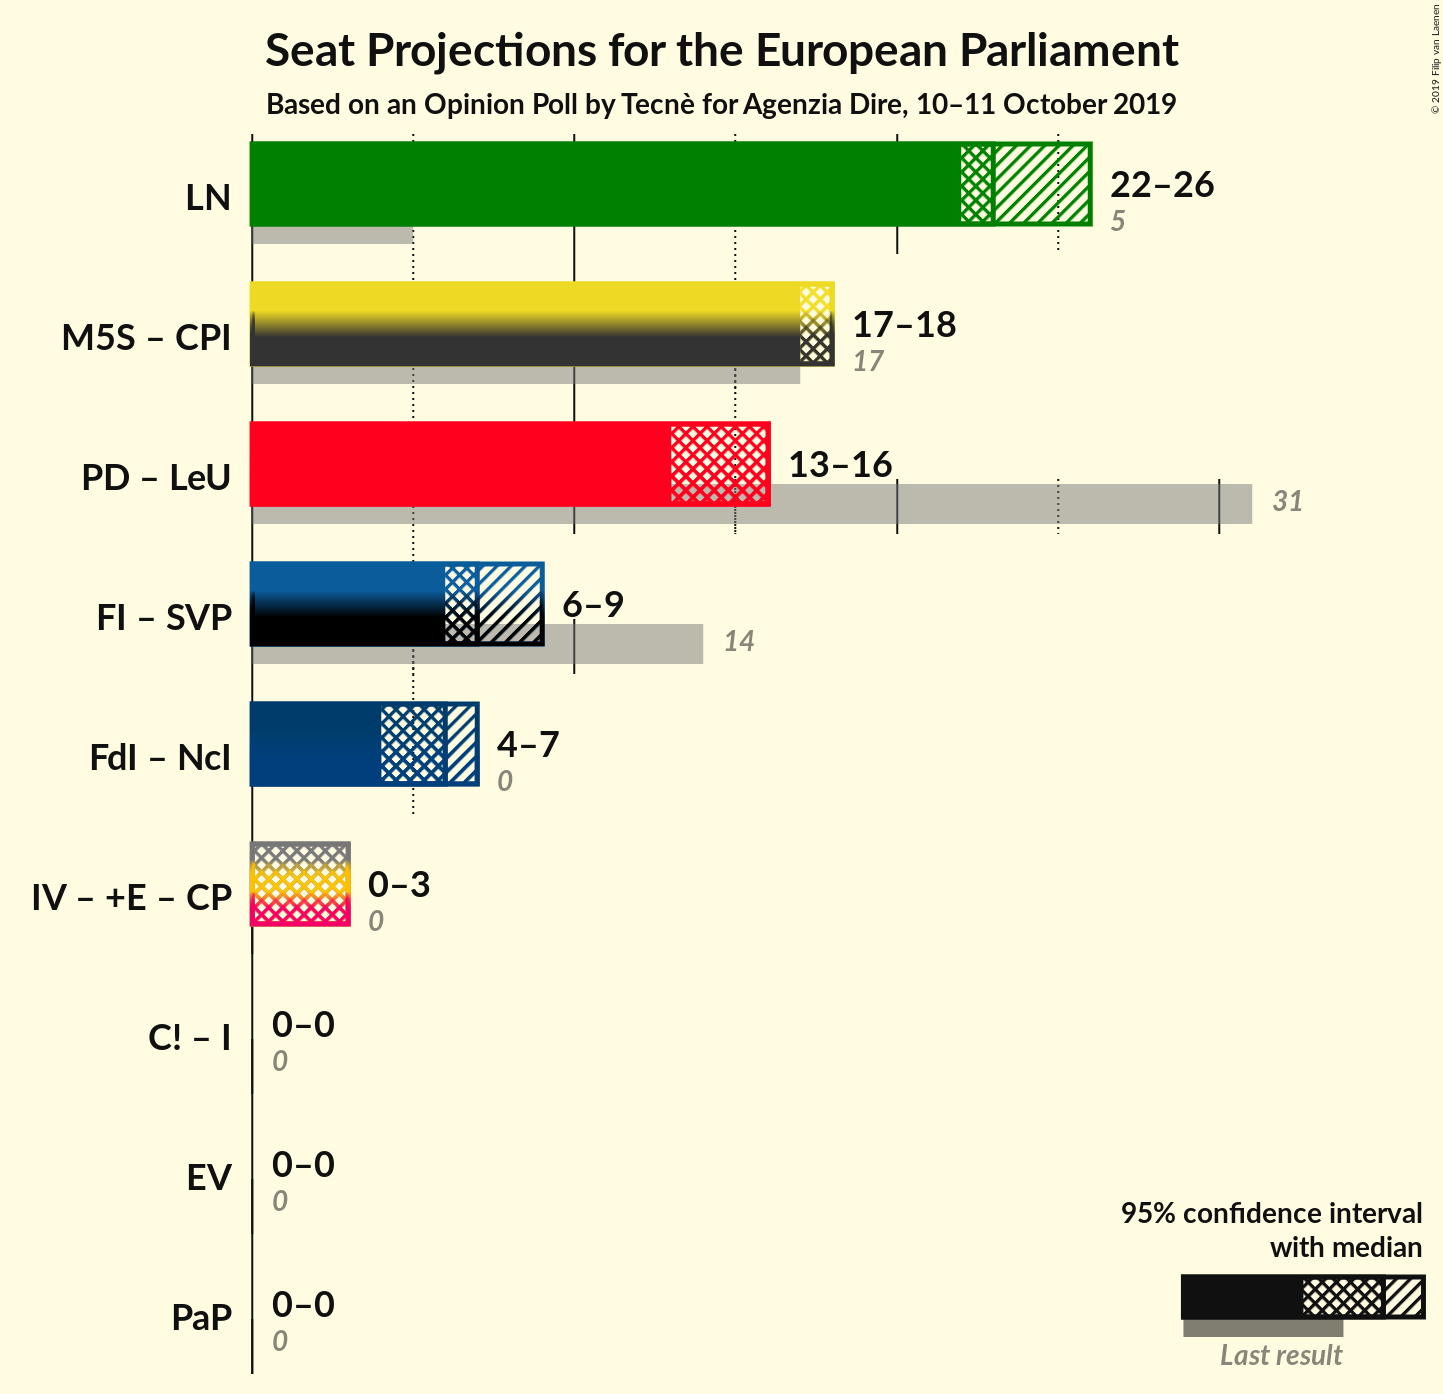 Seat Projections for the European Parliament
Based on an Opinion Poll by Tecnè for Agenzia Dire, 10–11 October 2019
© 2019 Filip van Laenen
LN
22–26
5
M5S – CPI
17–18
17
PD – LeU
13–16
31
FI – SVP
6–9
14
FdI – NcI
4–7
0
IV – +E – CP
0–3
0
C! – I
0–0
0
EV
0–0
0
PaP
0–0
0
95% confidence interval
with median
Last result